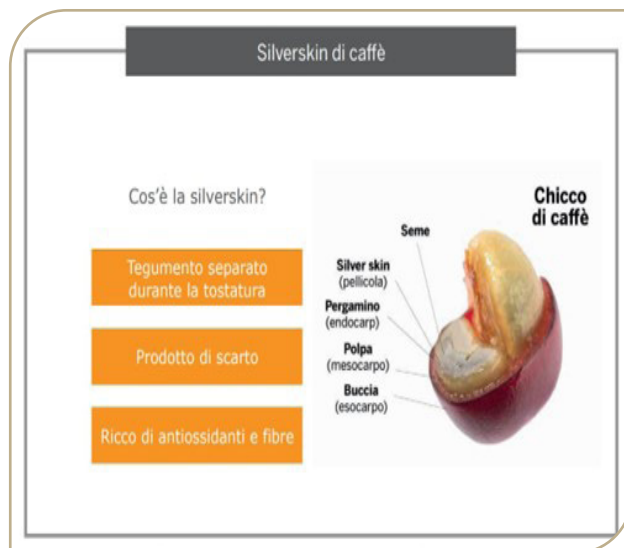 Silverskin di caffè
Cos'è la silverskin?
Tegumento separato
durante la tostatura
Prodotto di scarto
Ricco di antiossidanti e fibre
Chicco
di caffè
Seme
Silver skin
(pellicola)
Pergamino
(endocarp)
Polpa
(mesocarpo)
Buccia
(esocarpo)